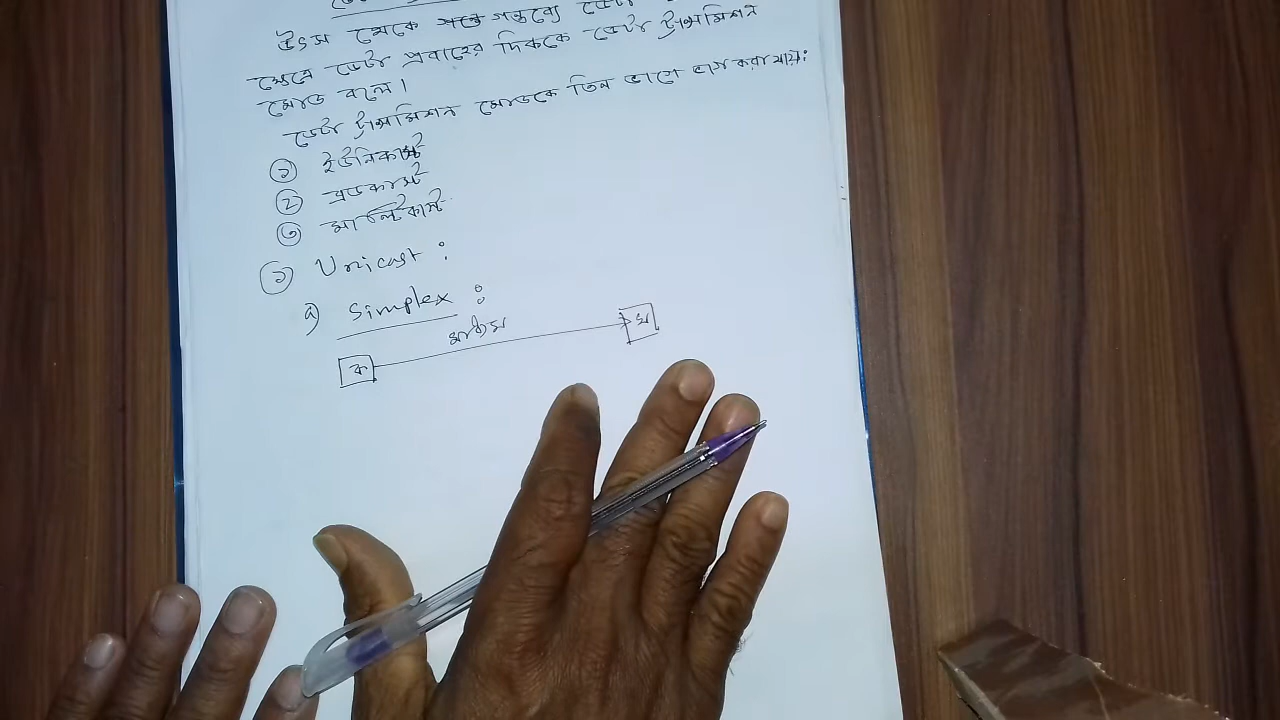 উৎস থেকে গন্তব্যে ডেটা
ক্ষেত্রে ডেটা প্রবাহের দিককে ডেটা ট্রান্সমিশন
মোড বলে।
ডেটা ট্রান্সমিশন মোডকে তিন ভাগে ভাগ করা যায়ঃ
১ ইউনিকাস্ট
২ ব্রডকাস্ট
৩ মাল্টিকাস্ট
১ Unicast :
a) Simplex :
ক
খ